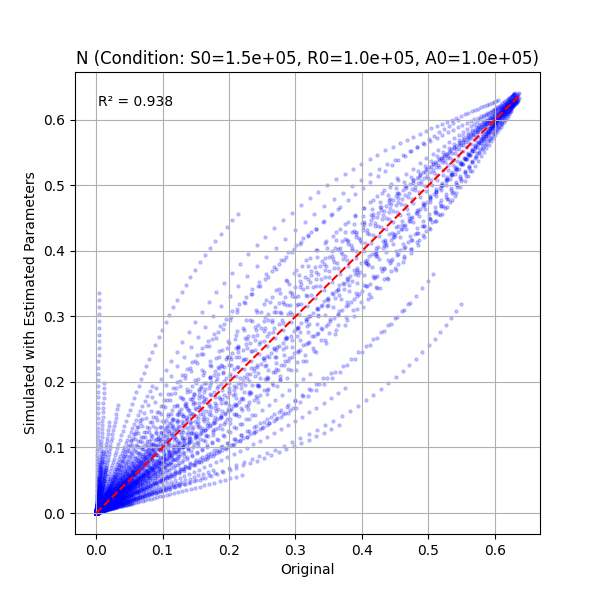 N (Condition: S0=1.5e+05, R0=1.0e+05, A0=1.0e+05)
R² = 0.938
0.6
0.5
0.4
0.3
0.2
0.1
0.0
Simulated with Estimated Parameters
0.0 0.1 0.2 0.3 0.4 0.5 0.6
Original